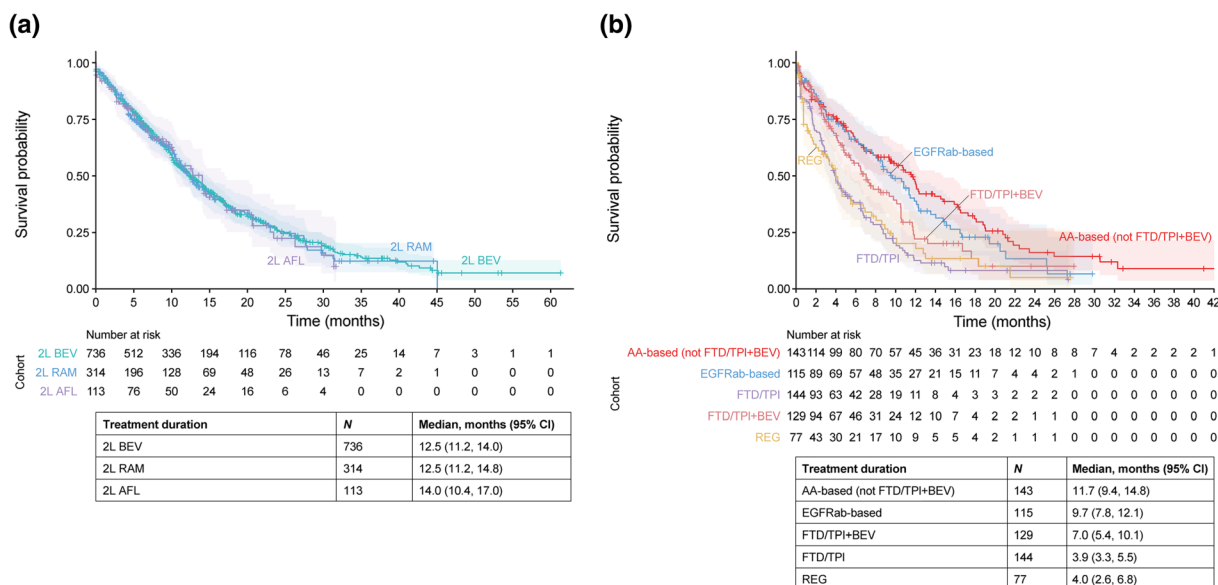 (a)
Survival probability
1.00
0.75
0.50
0.25
0
2L RAM
2L AFL
2L BEV
0 5 10 15 20 25 30 35 40 45 50 55 60
Time (months)
Number at risk
Cohort
2L BEV 736 512 336 194 116 78 46 25 14 7 3 1 1
2L RAM 314 196 128 69 48 26 13 7 2 1 0 0 0
2L AFL 113 76 50 24 16 6 4 0 0 0 0 0 0
Treatment duration N Median, months (95% CI)
2L BEV 736 12.5 (11.2, 14.0)
2L RAM 314 12.5 (11.2, 14.8)
2L AFL 113 14.0 (10.4, 17.0)
(b)
Survival probability
1.00
0.75
0.50
0.25
0
EGFRab-based
REG
FTD/TPI+BEV
AA-based (not FTD/TPI+BEV)
FTD/TPI
0 2 4 6 8 10 12 14 16 18 20 22 24 26 28 30 32 34 36 38 40 42
Time (months)
Number at risk
Cohort
AA-based (not FTD/TPI+BEV) 143 114 99 80 70 57 45 36 31 23 18 12 10 8 8 7 4 2 2 2 2 1
EGFRab-based 115 89 69 57 48 35 27 21 15 11 7 4 4 2 1 0 0 0 0 0 0 0
FTD/TPI 144 93 63 42 28 19 11 8 4 3 3 2 2 2 0 0 0 0 0 0 0 0
FTD/TPI+BEV 129 94 67 46 31 24 12 10 7 4 2 2 1 1 0 0 0 0 0 0 0 0
REG 77 43 30 21 17 10 9 5 5 4 2 1 1 1 0 0 0 0 0 0 0 0
Treatment duration N Median, months (95% CI)
AA-based (not FTD/TPI+BEV) 143 11.7 (9.4, 14.8)
EGFRab-based 115 9.7 (7.8, 12.1)
FTD/TPI+BEV 129 7.0 (5.4, 10.1)
FTD/TPI 144 3.9 (3.3, 5.5)
REG 77 4.0 (2.6, 6.8)